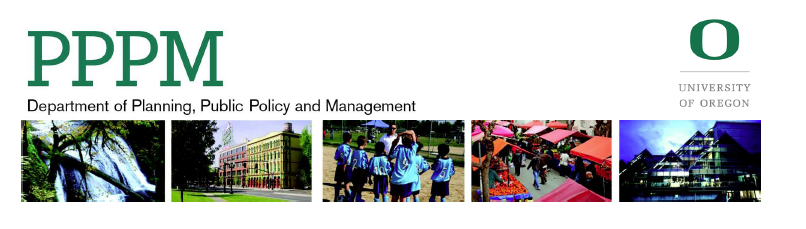 PPPM
Department of Planning, Public Policy and Management
O
UNIVERSITY
OF OREGON